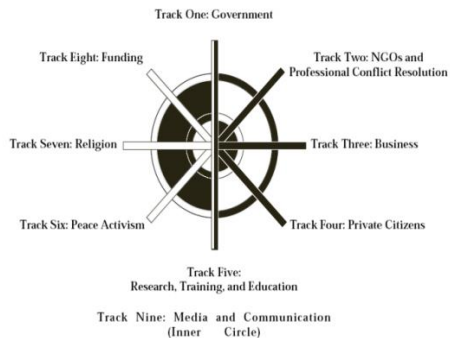 Track One: Government
Track Eight: Funding
Track Two: NGOs and
Professional Conflict Resolution
Track Seven: Religion
Track Three: Business
Track Six: Peace Activism
Track Four: Private Citizens
Track Five:
Research, Training, and Education
Track Nine: Media and Communication
(Inner Circle)